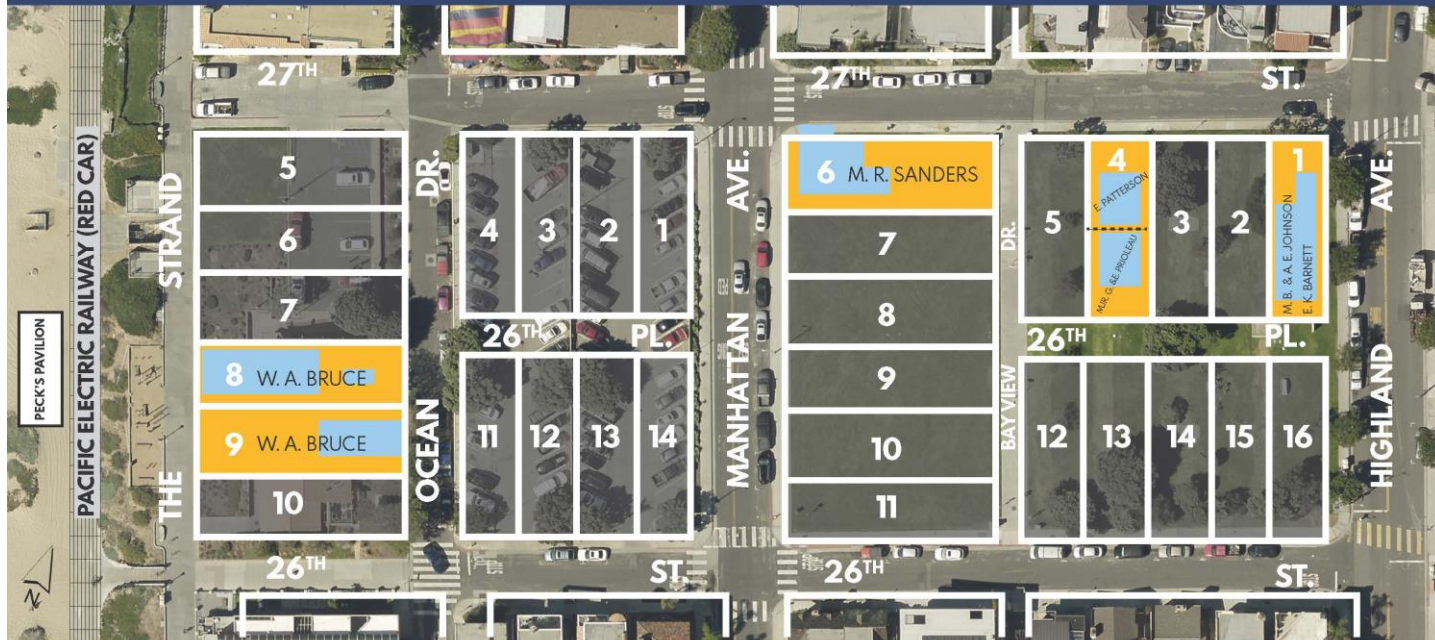 27TH
27TH
ST.
PECK'S PAVILION
PACIFIC ELECTRIC RAILWAY (RED CAR)
THE STRAND
5
6
7
8 W. A. BRUCE
9 W. A. BRUCE
10
OCEAN DR.
4
3
2
1
26TH PL.
11
12
13
14
MANHATTAN AVE.
6 M. R. SANDERS
7
8
9
10
11
BAY VIEW DR.
5
4
E. PATTERSON
MJR. G. & E. PRIOLEAU
3
2
1
M. B. & A. E. JOHNSON
E. K. BARNETT
26TH PL.
12
13
14
15
16
HIGHLAND AVE.
26TH
ST.
26TH
ST.